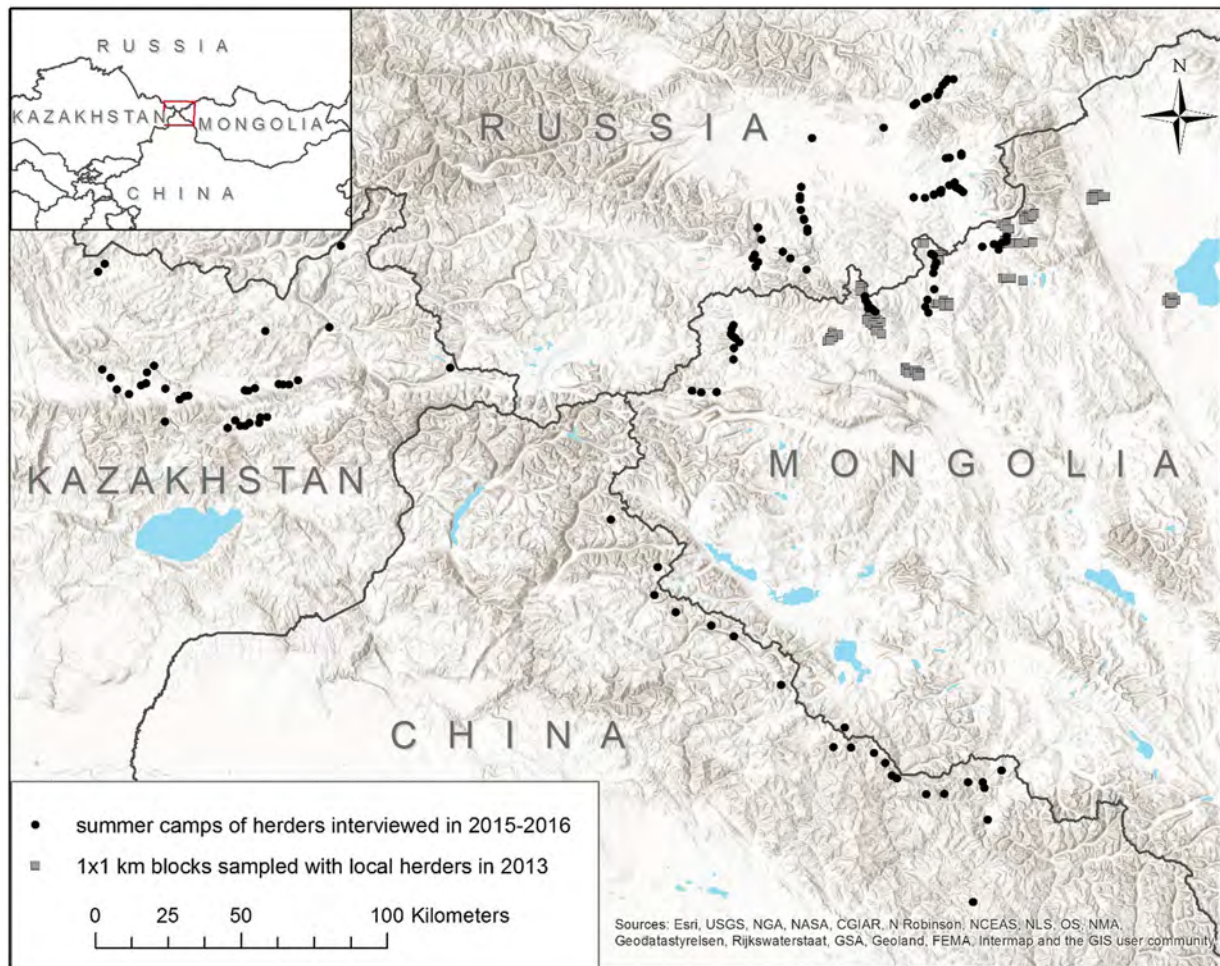 RUSSIA
KAZAKHSTAN
MONGOLIA
CHINA
RUSSIA
N
KAZAKHSTAN
MONGOLIA
CHINA
summer camps of herders interviewed in 2015-2016
1x1 km blocks sampled with local herders in 2013
0 25 50 100 Kilometers
Sources: Esri, USGS, NGA, NASA, CGIAR, N Robinson, NCEAS, NLS, OS, NMA,
Geodatastyrelsen, Rijkswaterstaat, GSA, Geoland, FEMA, Intermap and the GIS user community